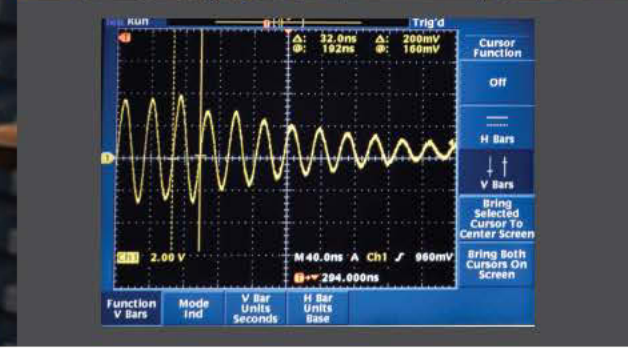 Run Trig'd
Δ: 32.0ns Δ: 200mV
@: 192ns @: 160mV
Cursor
Function
Off
H Bars
V Bars
Bring
Selected
Cursor To
Center Screen
Bring Both
Cursors On
Screen
1
Ch1 2.00 V M 40.0ns A Ch1 960mV
294.000ns
Function
V Bars
Mode
Ind
V Bar
Units
Seconds
H Bar
Units
Base